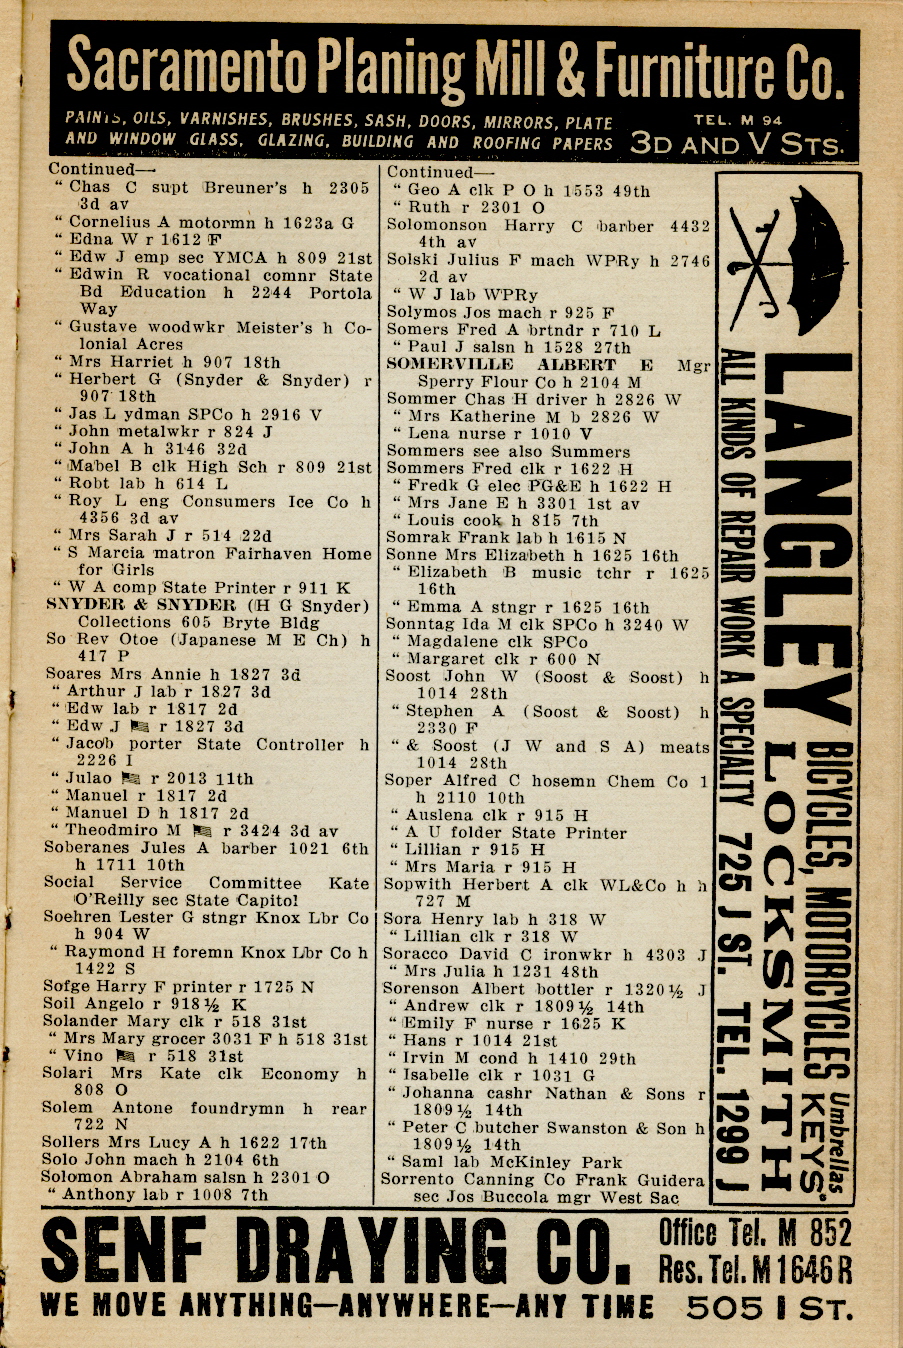 Sacramento Planing Mill & Furniture Co.
PAINTS, OILS, VARNISHES, BRUSHES, SASH, DOORS, MIRRORS, PLATE
AND WINDOW GLASS, GLAZING, BUILDING AND ROOFING PAPERS
TEL. M 94
3D AND V STS.
Continued—
“ Chas C supt Breuner's h 2305
3d av
“ Cornelius A motormn h 1623a G
“ Edna W r 1612 F
“ Edw J emp sec YMCA h 809 21st
“ Edwin R vocational comnr State
Bd Education h 2244 Portola
Way
“ Gustave woodwkr Meister's h Co-
lonial Acres
“ Mrs Harriet h 907 18th
“ Herbert G (Snyder & Snyder) r
907 18th
“ Jas L ydman SPCo h 2916 V
“ John metalwkr r 824 J
“ John A h 3146 32d
“ Mabel B clk High Sch r 809 21st
“ Robt lab h 614 L
“ Roy L eng Consumers Ice Co h
4356 3d av
“ Mrs Sarah J r 514 22d
“ S Marcia matron Fairhaven Home
for Girls
“ W A comp State Printer r 911 K
SNYDER & SNYDER (H G Snyder)
Collections 605 Bryte Bldg
So Rev Otoe (Japanese M E Ch) h
417 P
Soares Mrs Annie h 1827 3d
“ Arthur J lab r 1827 3d
“ Edw lab r 1817 2d
“ Edw J r 1827 3d
“ Jacob porter State Controller h
2226 I
“ Julao r 2013 11th
“ Manuel r 1817 2d
“ Manuel D h 1817 2d
“ Theodmiro M r 3424 3d av
Soberanes Jules A barber 1021 6th
h 1711 10th
Social Service Committee Kate
O'Reilly sec State Capitol
Soehren Lester G stngr Knox Lbr Co
h 904 W
“ Raymond H foremn Knox Lbr Co h
1422 S
Sofge Harry F printer r 1725 N
Soil Angelo r 918½ K
Solander Mary clk r 518 31st
“ Mrs Mary grocer 3031 F h 518 31st
“ Vino r 518 31st
Solari Mrs Kate clk Economy h
808 O
Solem Antone foundrymn h rear
722 N
Sollers Mrs Lucy A h 1622 17th
Solo John mach h 2104 6th
Solomon Abraham salsn h 2301 O
“ Anthony lab r 1008 7th
Continued—
“ Geo A clk P O h 1553 49th
“ Ruth r 2301 O
Solomonson Harry C barber 4432
4th av
Solski Julius F mach WPRy h 2746
2d av
“ W J lab WPRy
Solymos Jos mach r 925 F
Somers Fred A brtndr r 710 L
“ Paul J salsn h 1528 27th
SOMERVILLE ALBERT E Mgr
Sperry Flour Co h 2104 M
Sommer Chas H driver h 2826 W
“ Mrs Katherine M b 2826 W
“ Lena nurse r 1010 V
Sommers see also Summers
Sommers Fred clk r 1622 H
“ Fredk G elec PG&E h 1622 H
“ Mrs Jane E h 3301 1st av
“ Louis cook h 815 7th
Somrak Frank lab h 1615 N
Sonne Mrs Elizabeth h 1625 16th
“ Elizabeth B music tchr r 1625
16th
“ Emma A stngr r 1625 16th
Sonntag Ida M clk SPCo h 3240 W
“ Magdalene clk SPCo
“ Margaret clk r 600 N
Soost John W (Soost & Soost) h
1014 28th
“ Stephen A (Soost & Soost) h
2330 F
“ & Soost (J W and S A) meats
1014 28th
Soper Alfred C hosemn Chem Co 1
h 2110 10th
“ Auslena clk r 915 H
“ A U folder State Printer
“ Lillian r 915 H
“ Mrs Maria r 915 H
Sopwith Herbert A clk WL&Co h h
727 M
Sora Henry lab h 318 W
“ Lillian clk r 318 W
Soracco David C ironwkr h 4303 J
“ Mrs Julia h 1231 48th
Sorenson Albert bottler r 1320½ J
“ Andrew clk r 1809½ 14th
“ Emily F nurse r 1625 K
“ Hans r 1014 21st
“ Irvin M cond h 1410 29th
“ Isabelle clk r 1031 G
“ Johanna cashr Nathan & Sons r
1809½ 14th
“ Peter C butcher Swanston & Son h
1809½ 14th
“ Saml lab McKinley Park
Sorrento Canning Co Frank Guidera
sec Jos Buccola mgr West Sac
LANGLEY LOCKSMITH
BICYCLES, MOTORCYCLES Umbrellas
KEYS
ALL KINDS OF REPAIR WORK A SPECIALTY 725 J ST. TEL. 1299 J
SENF DRAYING CO.
Office Tel. M 852
Res. Tel. M 1646 R
WE MOVE ANYTHING—ANYWHERE—ANY TIME 505 I ST.